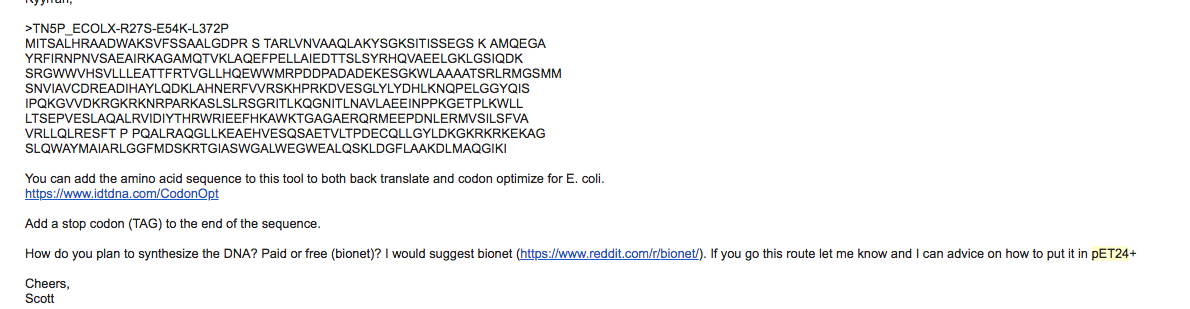 >TN5P_ECOLX-R27S-E54K-L372P
MITSALHRAADWAKSVFSSAALGDPR S TARLVNVAAQLAKYSGKSITISSEGS K AMQEGA
YRFIRNPNVSAEAIRKAGAMQTVKLAQEFPELLAIEDTTSLSYRHQVAEELGKLGSIQDK
SRGWWVHSVLLLEATTFRTVGLLHQEWWMRPDDPADADEKESGKWLAAAATSRLRMGSMM
SNVIAVCDREADIHAYLQDKLAHNERFVVRSKHPRKDVESGLYLYDHLKNQPELGGYQIS
IPQKGVVDKRGKRKNRPARKASLSLRSGRITLKQGNITLNAVLAEEINPPKGETPLKWLL
LTSEPVESLAQALRVIDIYTHRWRIEEFHKAWKTGAGAERQRMEEPDNLERMVSILSFVA
VRLLQLRESFT P PQALRAQGLLKEAEHVESQSAETVLTPDECQLLGYLDKGKRKRKEKAG
SLQWAYMAIARLGGFMDSKRTGIASWGALWEGWEALQSKLDGFLAAKDLMAQGIKI
You can add the amino acid sequence to this tool to both back translate and codon optimize for E. coli.
https://www.idtdna.com/CodonOpt
Add a stop codon (TAG) to the end of the sequence.
How do you plan to synthesize the DNA? Paid or free (bionet)? I would suggest bionet (https://www.reddit.com/r/bionet/). If you go this route let me know and I can advice on how to put it in pET24+
Cheers,
Scott